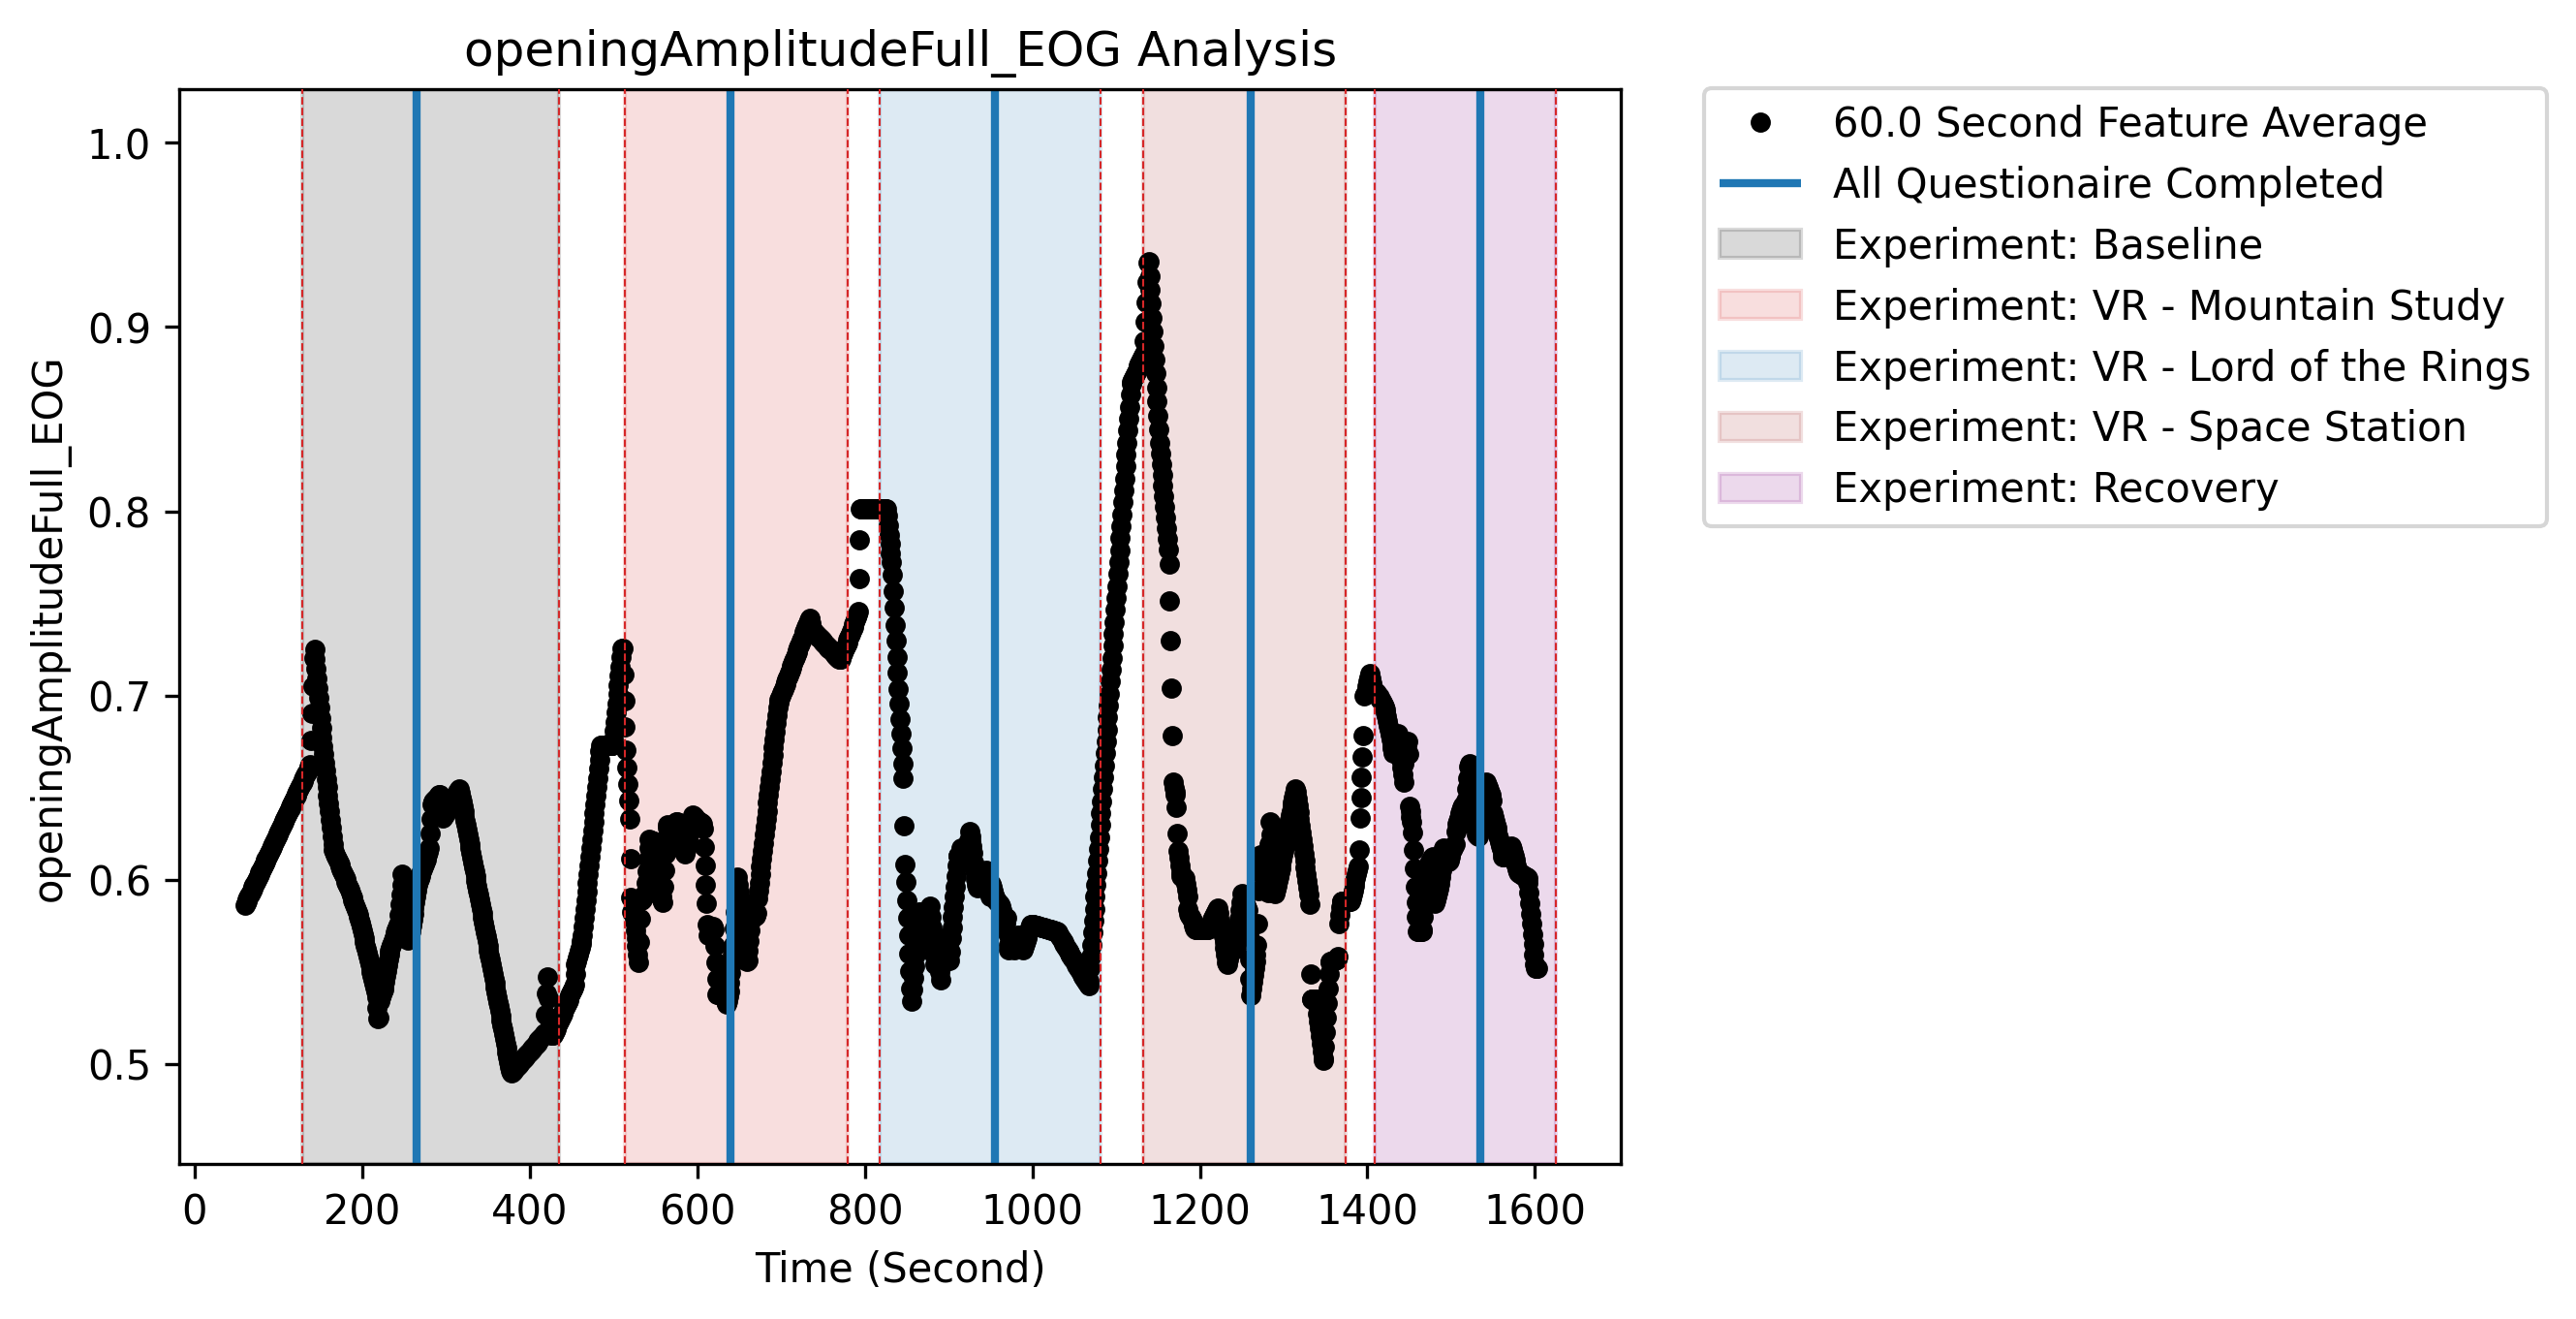 openingAmplitudeFull_EOG Analysis
openingAmplitudeFull_EOG
1.0
0.9
0.8
0.7
0.6
0.5
0 200 400 600 800 1000 1200 1400 1600
Time (Second)
60.0 Second Feature Average
All Questionaire Completed
Experiment: Baseline
Experiment: VR - Mountain Study
Experiment: VR - Lord of the Rings
Experiment: VR - Space Station
Experiment: Recovery